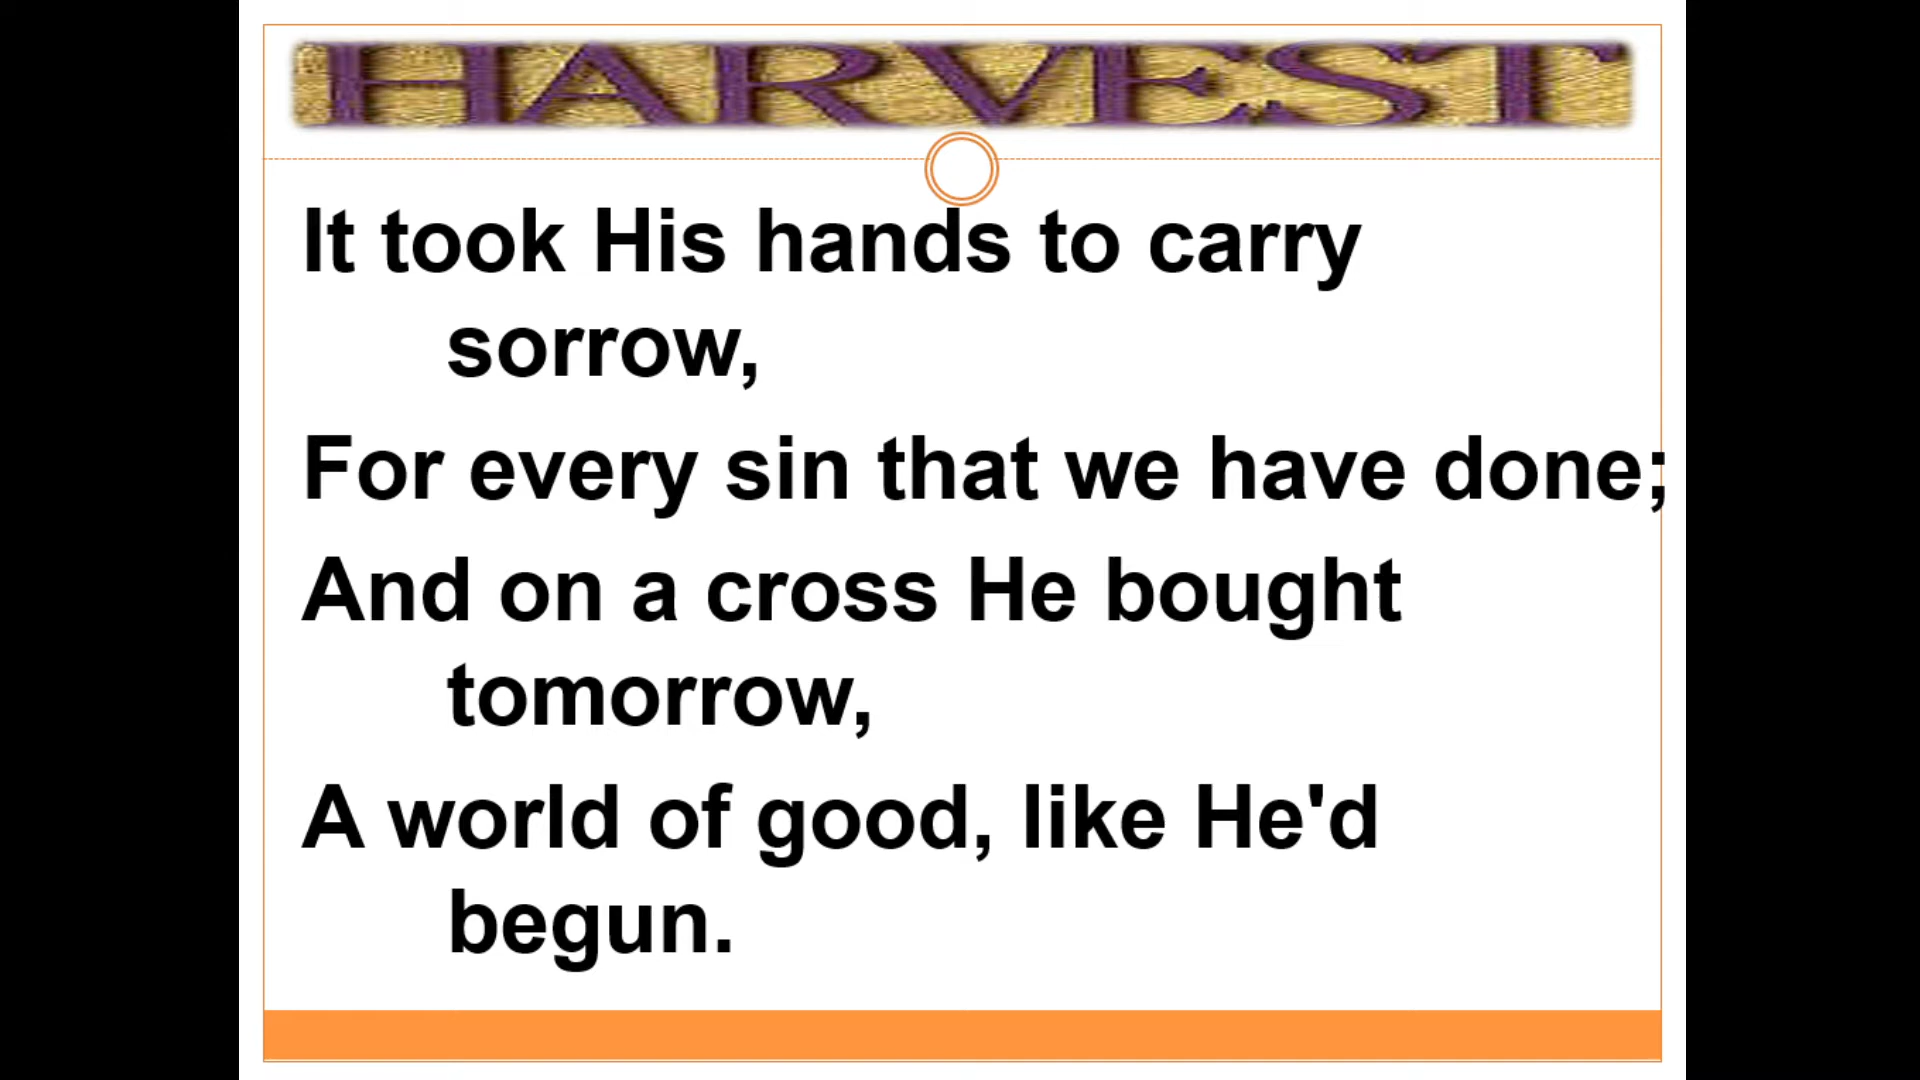 HARVEST
It took His hands to carry
sorrow,
For every sin that we have done;
And on a cross He bought
tomorrow,
A world of good, like He'd
begun.